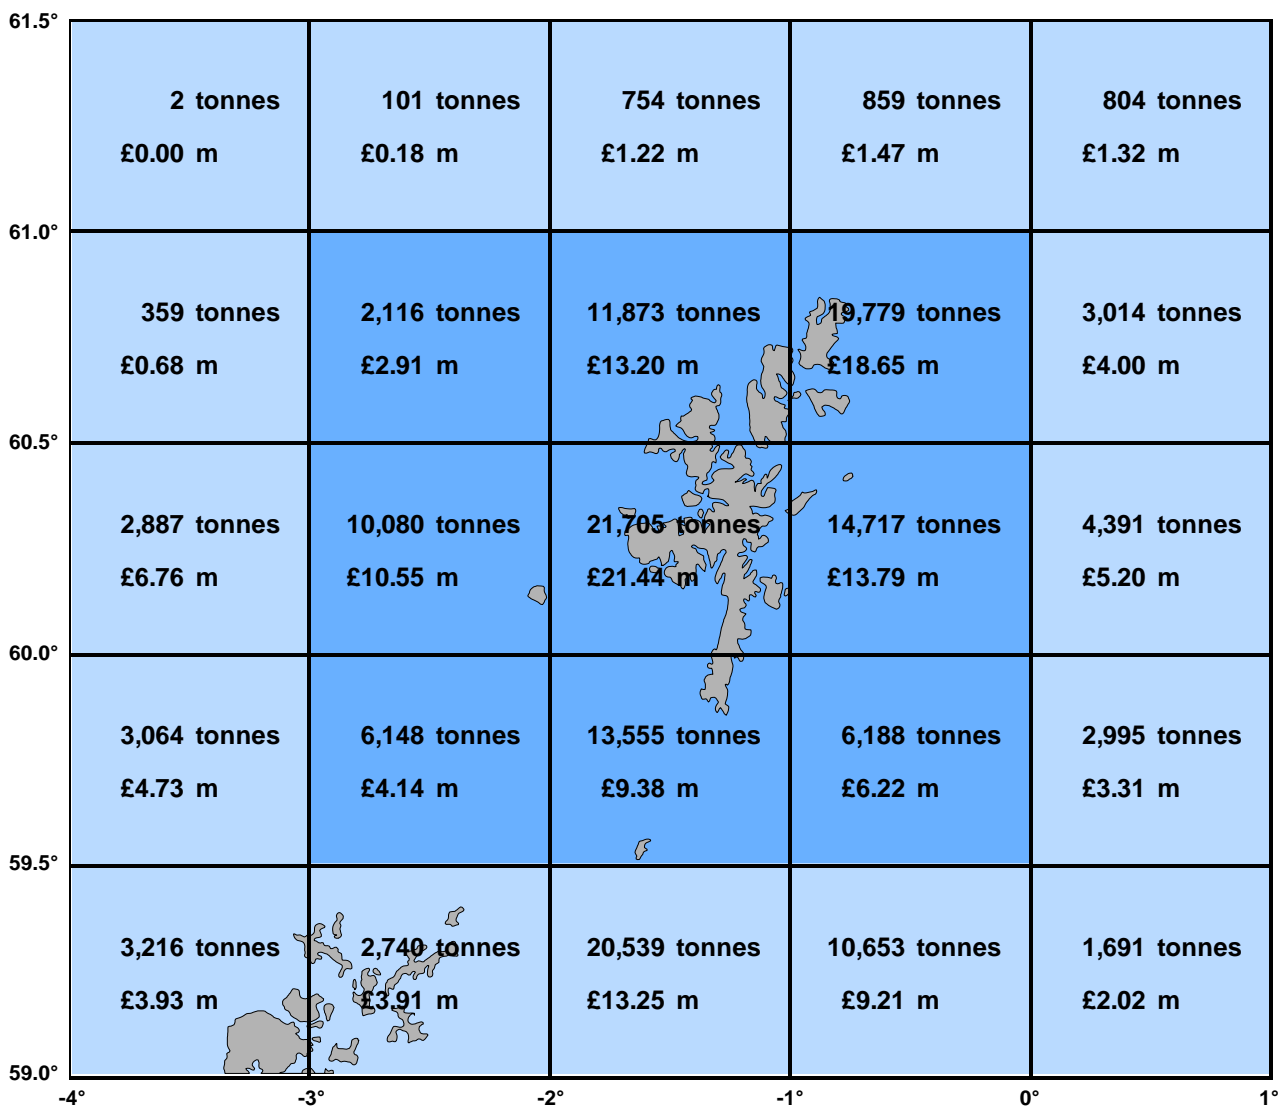 61.5°
2 tonnes 101 tonnes 754 tonnes 859 tonnes 804 tonnes
£0.00 m £0.18 m £1.22 m £1.47 m £1.32 m
61.0°
359 tonnes 2,116 tonnes 11,873 tonnes 19,779 tonnes 3,014 tonnes
£0.68 m £2.91 m £13.20 m £18.65 m £4.00 m
60.5°
2,887 tonnes 10,080 tonnes 21,705 tonnes 14,717 tonnes 4,391 tonnes
£6.76 m £10.55 m £21.44 m £13.79 m £5.20 m
60.0°
3,064 tonnes 6,148 tonnes 13,555 tonnes 6,188 tonnes 2,995 tonnes
£4.73 m £4.14 m £9.38 m £6.22 m £3.31 m
59.5°
3,216 tonnes 2,740 tonnes 20,539 tonnes 10,653 tonnes 1,691 tonnes
£3.93 m £3.91 m £13.25 m £9.21 m £2.02 m
59.0°
-4° -3° -2° -1° 0° 1°